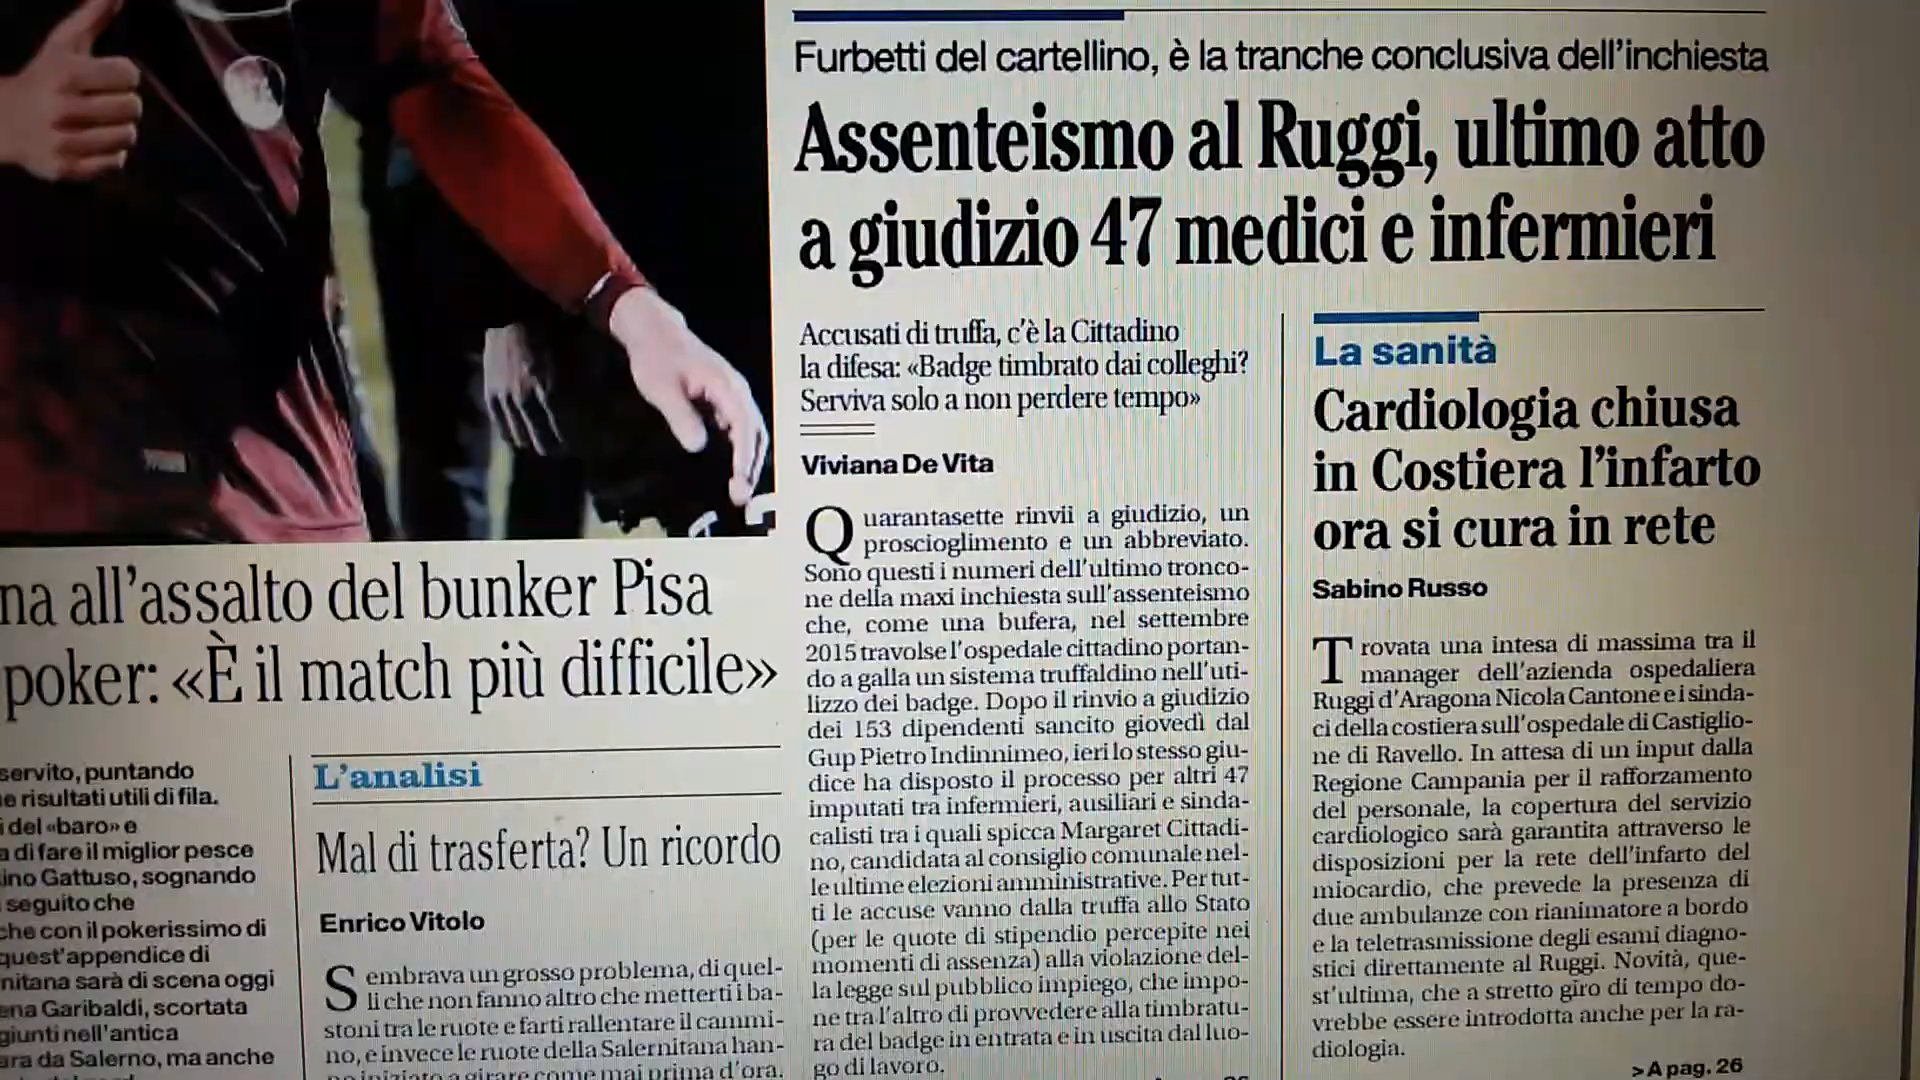 Furbetti del cartellino, è la tranche conclusiva dell'inchiesta
Assenteismo al Ruggi, ultimo atto
a giudizio 47 medici e infermieri
Accusati di truffa, c'è la Cittadino
la difesa: «Badge timbrato dai colleghi?
Serviva solo a non perdere tempo»
Viviana De Vita
Quarantasette rinvii a giudizio, un
proscioglimento e un abbreviato.
Sono questi i numeri dell'ultimo tronco-
ne della maxi inchiesta sull'assenteismo
che, come una bufera, nel settembre
2015 travolse l'ospedale cittadino portan-
do a galla un sistema truffaldino nell'uti-
lizzo dei badge. Dopo il rinvio a giudizio
dei 153 dipendenti sancito giovedì dal
Gup Pietro Indinnimeo, ieri lo stesso giu-
dice ha disposto il processo per altri 47
imputati tra infermieri, ausiliari e sinda-
calisti tra i quali spicca Margaret Cittadi-
no, candidata al consiglio comunale nel-
le ultime elezioni amministrative. Per tut-
ti le accuse vanno dalla truffa allo Stato
(per le quote di stipendio percepite nei
momenti di assenza) alla violazione del-
la legge sul pubblico impiego, che impo-
ne tra l'altro di provvedere alla timbratu-
ra del badge in entrata e in uscita dal luo-
go di lavoro.
La sanità
Cardiologia chiusa
in Costiera l'infarto
ora si cura in rete
Sabino Russo
Trovata una intesa di massima tra il
manager dell'azienda ospedaliera
Ruggi d'Aragona Nicola Cantone e i sinda-
ci della costiera sull'ospedale di Castiglio-
ne di Ravello. In attesa di un input dalla
Regione Campania per il rafforzamento
del personale, la copertura del servizio
cardiologico sarà garantita attraverso le
disposizioni per la rete dell'infarto del
miocardio, che prevede la presenza di
due ambulanze con rianimatore a bordo
e la teletrasmissione degli esami diagno-
stici direttamente al Ruggi. Novità, que-
st'ultima, che a stretto giro di tempo do-
vrebbe essere introdotta anche per la ra-
diologia.
>A pag. 26
na all'assalto del bunker Pisa
poker: «È il match più difficile»
servito, puntando
e risultati utili di fila.
i del «baro» e
a di fare il miglior pesce
ino Gattuso, sognando
seguito che
che con il pokerissimo di
quest'appendice di
nitana sarà di scena oggi
ena Garibaldi, scortata
giunti nell'antica
ara da Salerno, ma anche
L'analisi
Mal di trasferta? Un ricordo
Enrico Vitolo
Sembrava un grosso problema, di quel-
li che non fanno altro che metterti i ba-
stoni tra le ruote e farti rallentare il cammi-
no, e invece le ruote della Salernitana han-
no iniziato a girare come mai prima d'ora.